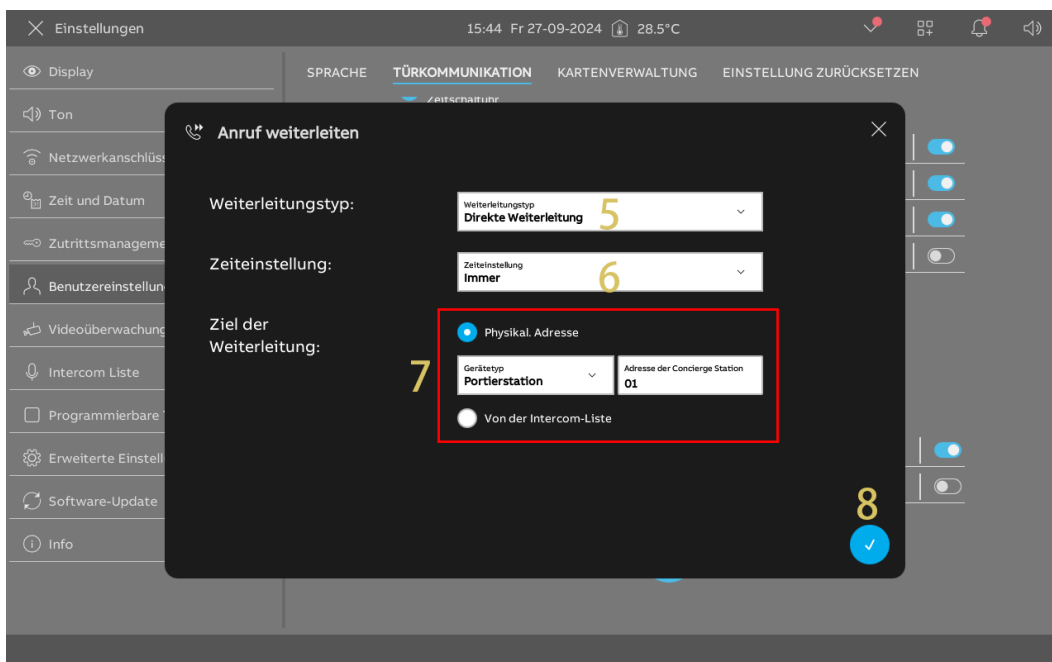 Einstellungen
15:44 Fr 27-09-2024 28.5°C
Display
SPRACHE TÜRKOMMUNIKATION KARTENVERWALTUNG EINSTELLUNG ZURÜCKSETZEN
Zeitschaltuhr
Ton
Anruf weiterleiten
Netzwerkanschlüss
Zeit und Datum
Weiterleitungstyp:
Weiterleitungstyp
Direkte Weiterleitung
5
Zutrittsmanageme
Zeiteinstellung:
Zeiteinstellung
Immer
6
Benutzereinstellun
Ziel der
Weiterleitung:
Physikal. Adresse
Videoüberwachung
7
Gerätetyp
Portierstation
Adresse der Concierge Station
01
Intercom Liste
Von der Intercom-Liste
Programmierbare
Erweiterte Einstell
Software-Update
8
Info